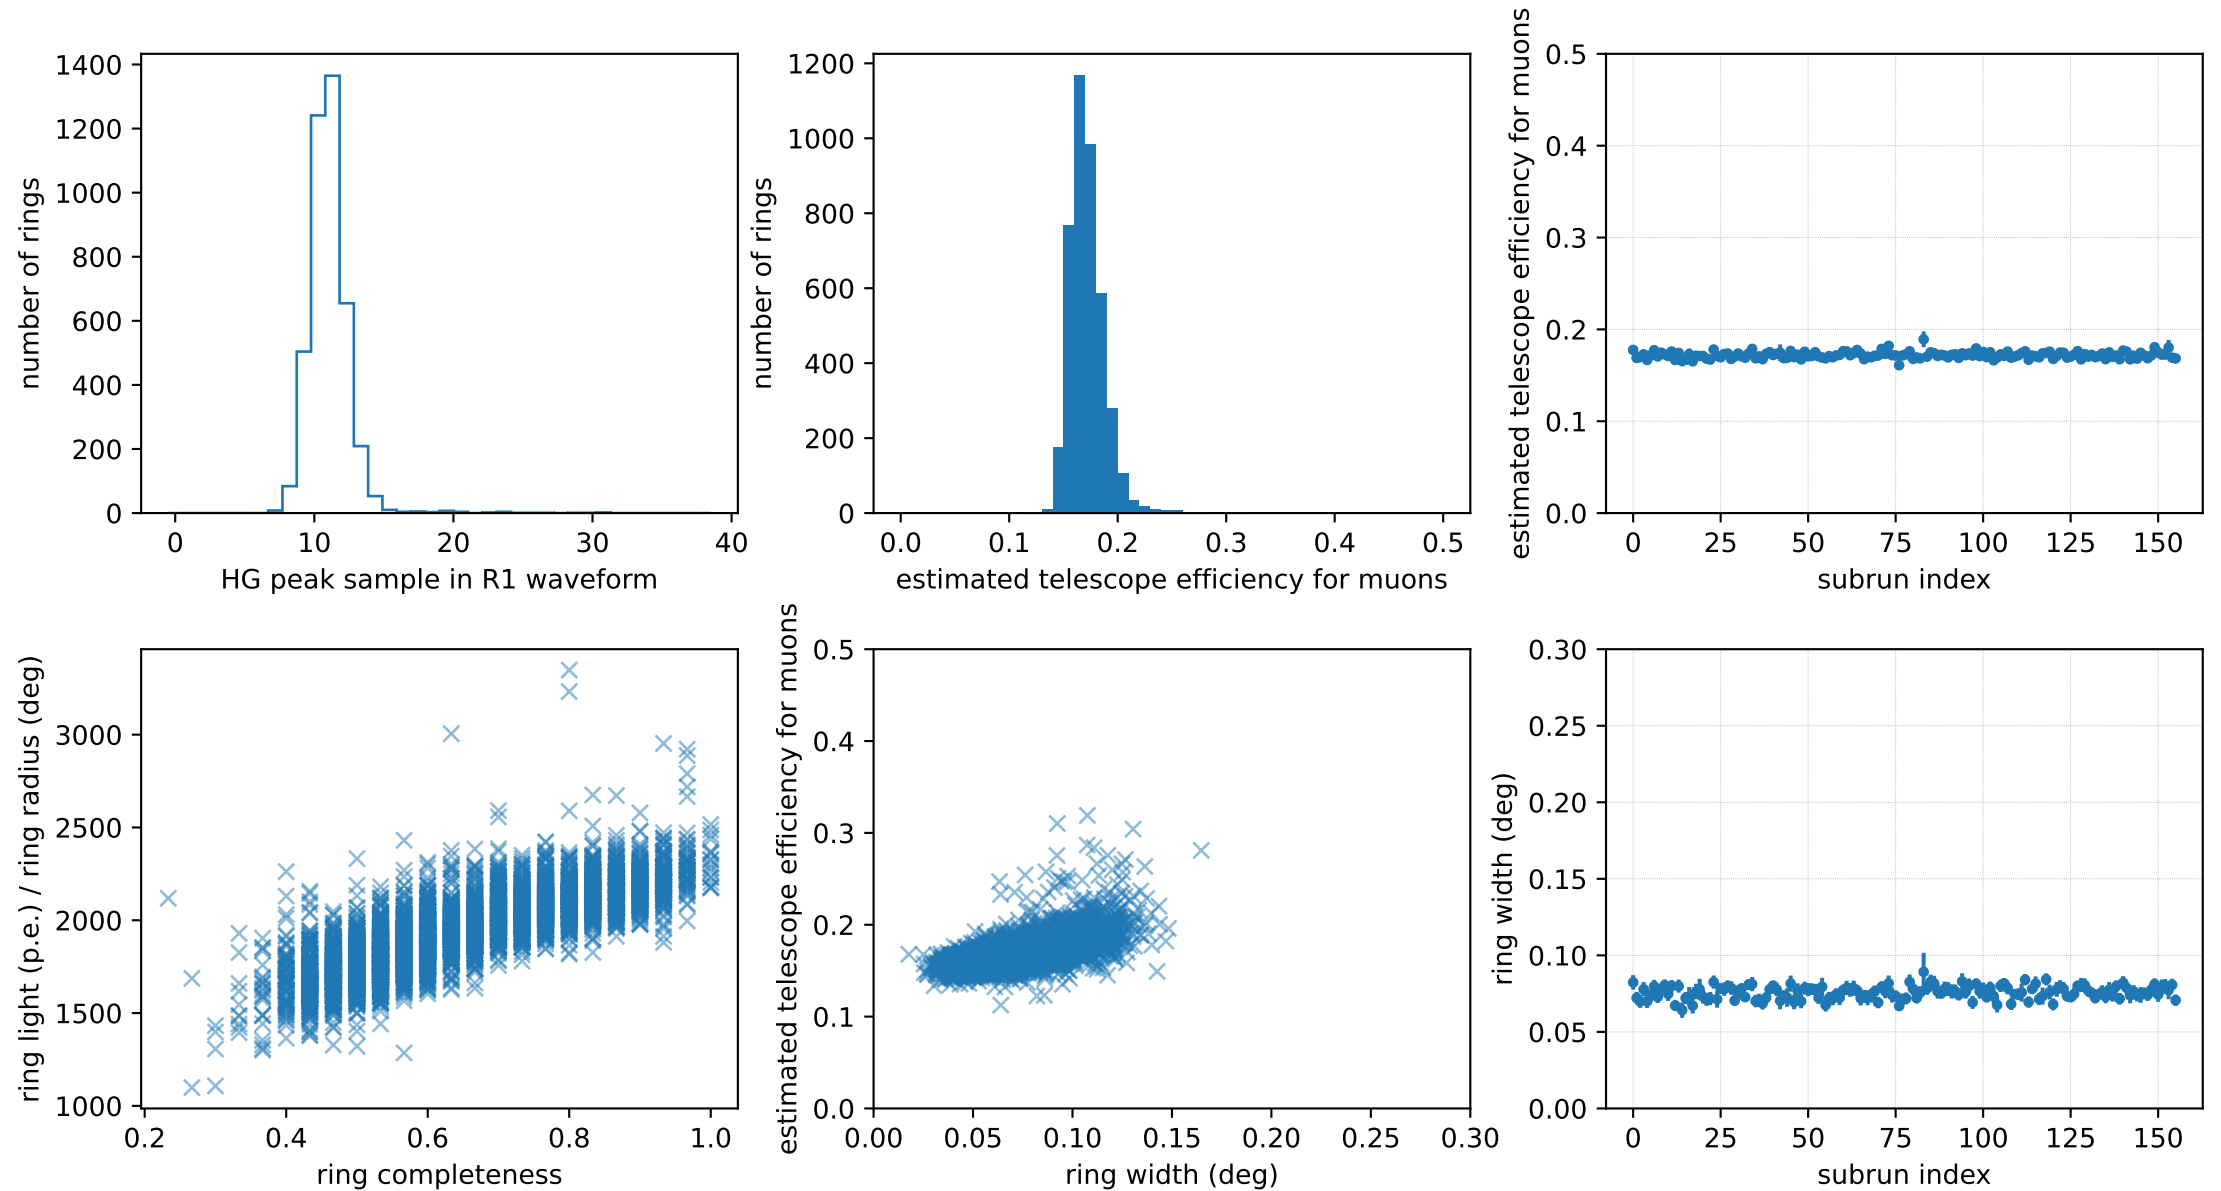 1400
1200
1000
800
600
400
200
0
number of rings
0 10 20 30 40
HG peak sample in R1 waveform
1200
1000
800
600
400
200
0
number of rings
0.0 0.1 0.2 0.3 0.4 0.5
estimated telescope efficiency for muons
0.5
0.4
0.3
0.2
0.1
0.0
estimated telescope efficiency for muons
0 25 50 75 100 125 150
subrun index
3000
2500
2000
1500
1000
ring light (p.e.) / ring radius (deg)
0.2 0.4 0.6 0.8 1.0
ring completeness
0.5
0.4
0.3
0.2
0.1
0.0
estimated telescope efficiency for muons
0.00 0.05 0.10 0.15 0.20 0.25 0.30
ring width (deg)
0.30
0.25
0.20
0.15
0.10
0.05
0.00
ring width (deg)
0 25 50 75 100 125 150
subrun index